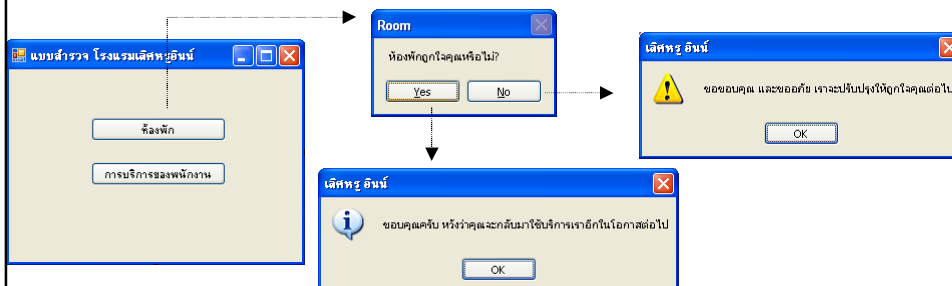 แบบสำรวจ โรงแรมเลิศหรูอินน์
ห้องพัก
การบริการของพนักงาน
Room
ห้องพักถูกใจคุณหรือไม่?
Yes
No
เลิศหรู อินน์
ขอขอบคุณ และขออภัย เราจะปรับปรุงให้ถูกใจคุณต่อไป
OK
เลิศหรู อินน์
ขอบคุณครับ หวังว่าคุณจะกลับมาใช้บริการเราอีกในโอกาสต่อไป
OK